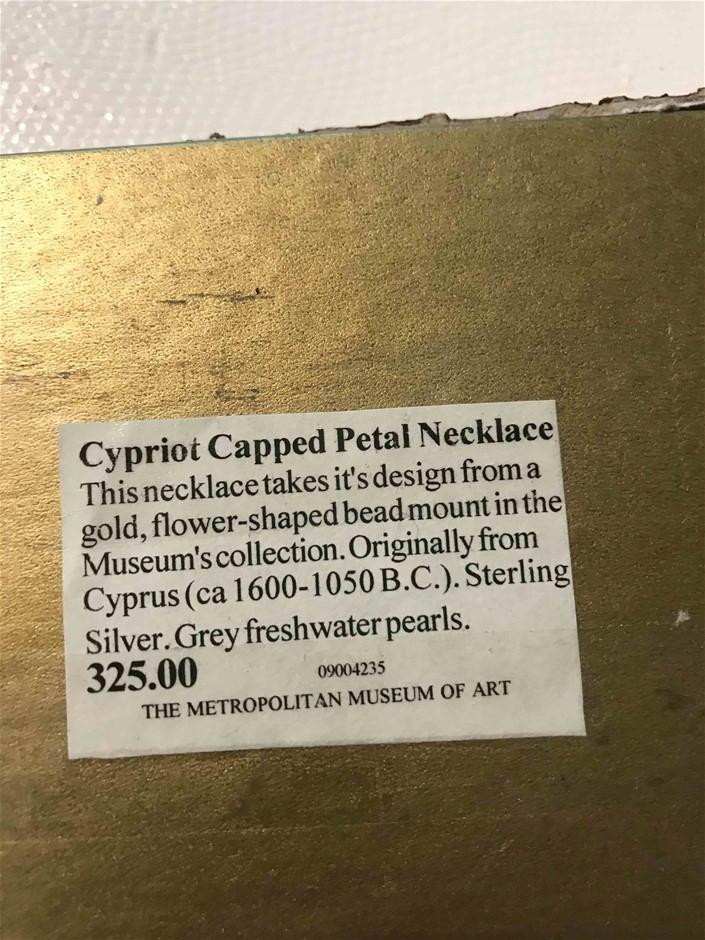 Cypriot Capped Petal Necklace
This necklace takes it's design from a
gold, flower-shaped bead mount in the
Museum's collection. Originally from
Cyprus (ca 1600-1050 B.C.). Sterling
Silver. Grey freshwater pearls.
325.00 09004235
THE METROPOLITAN MUSEUM OF ART